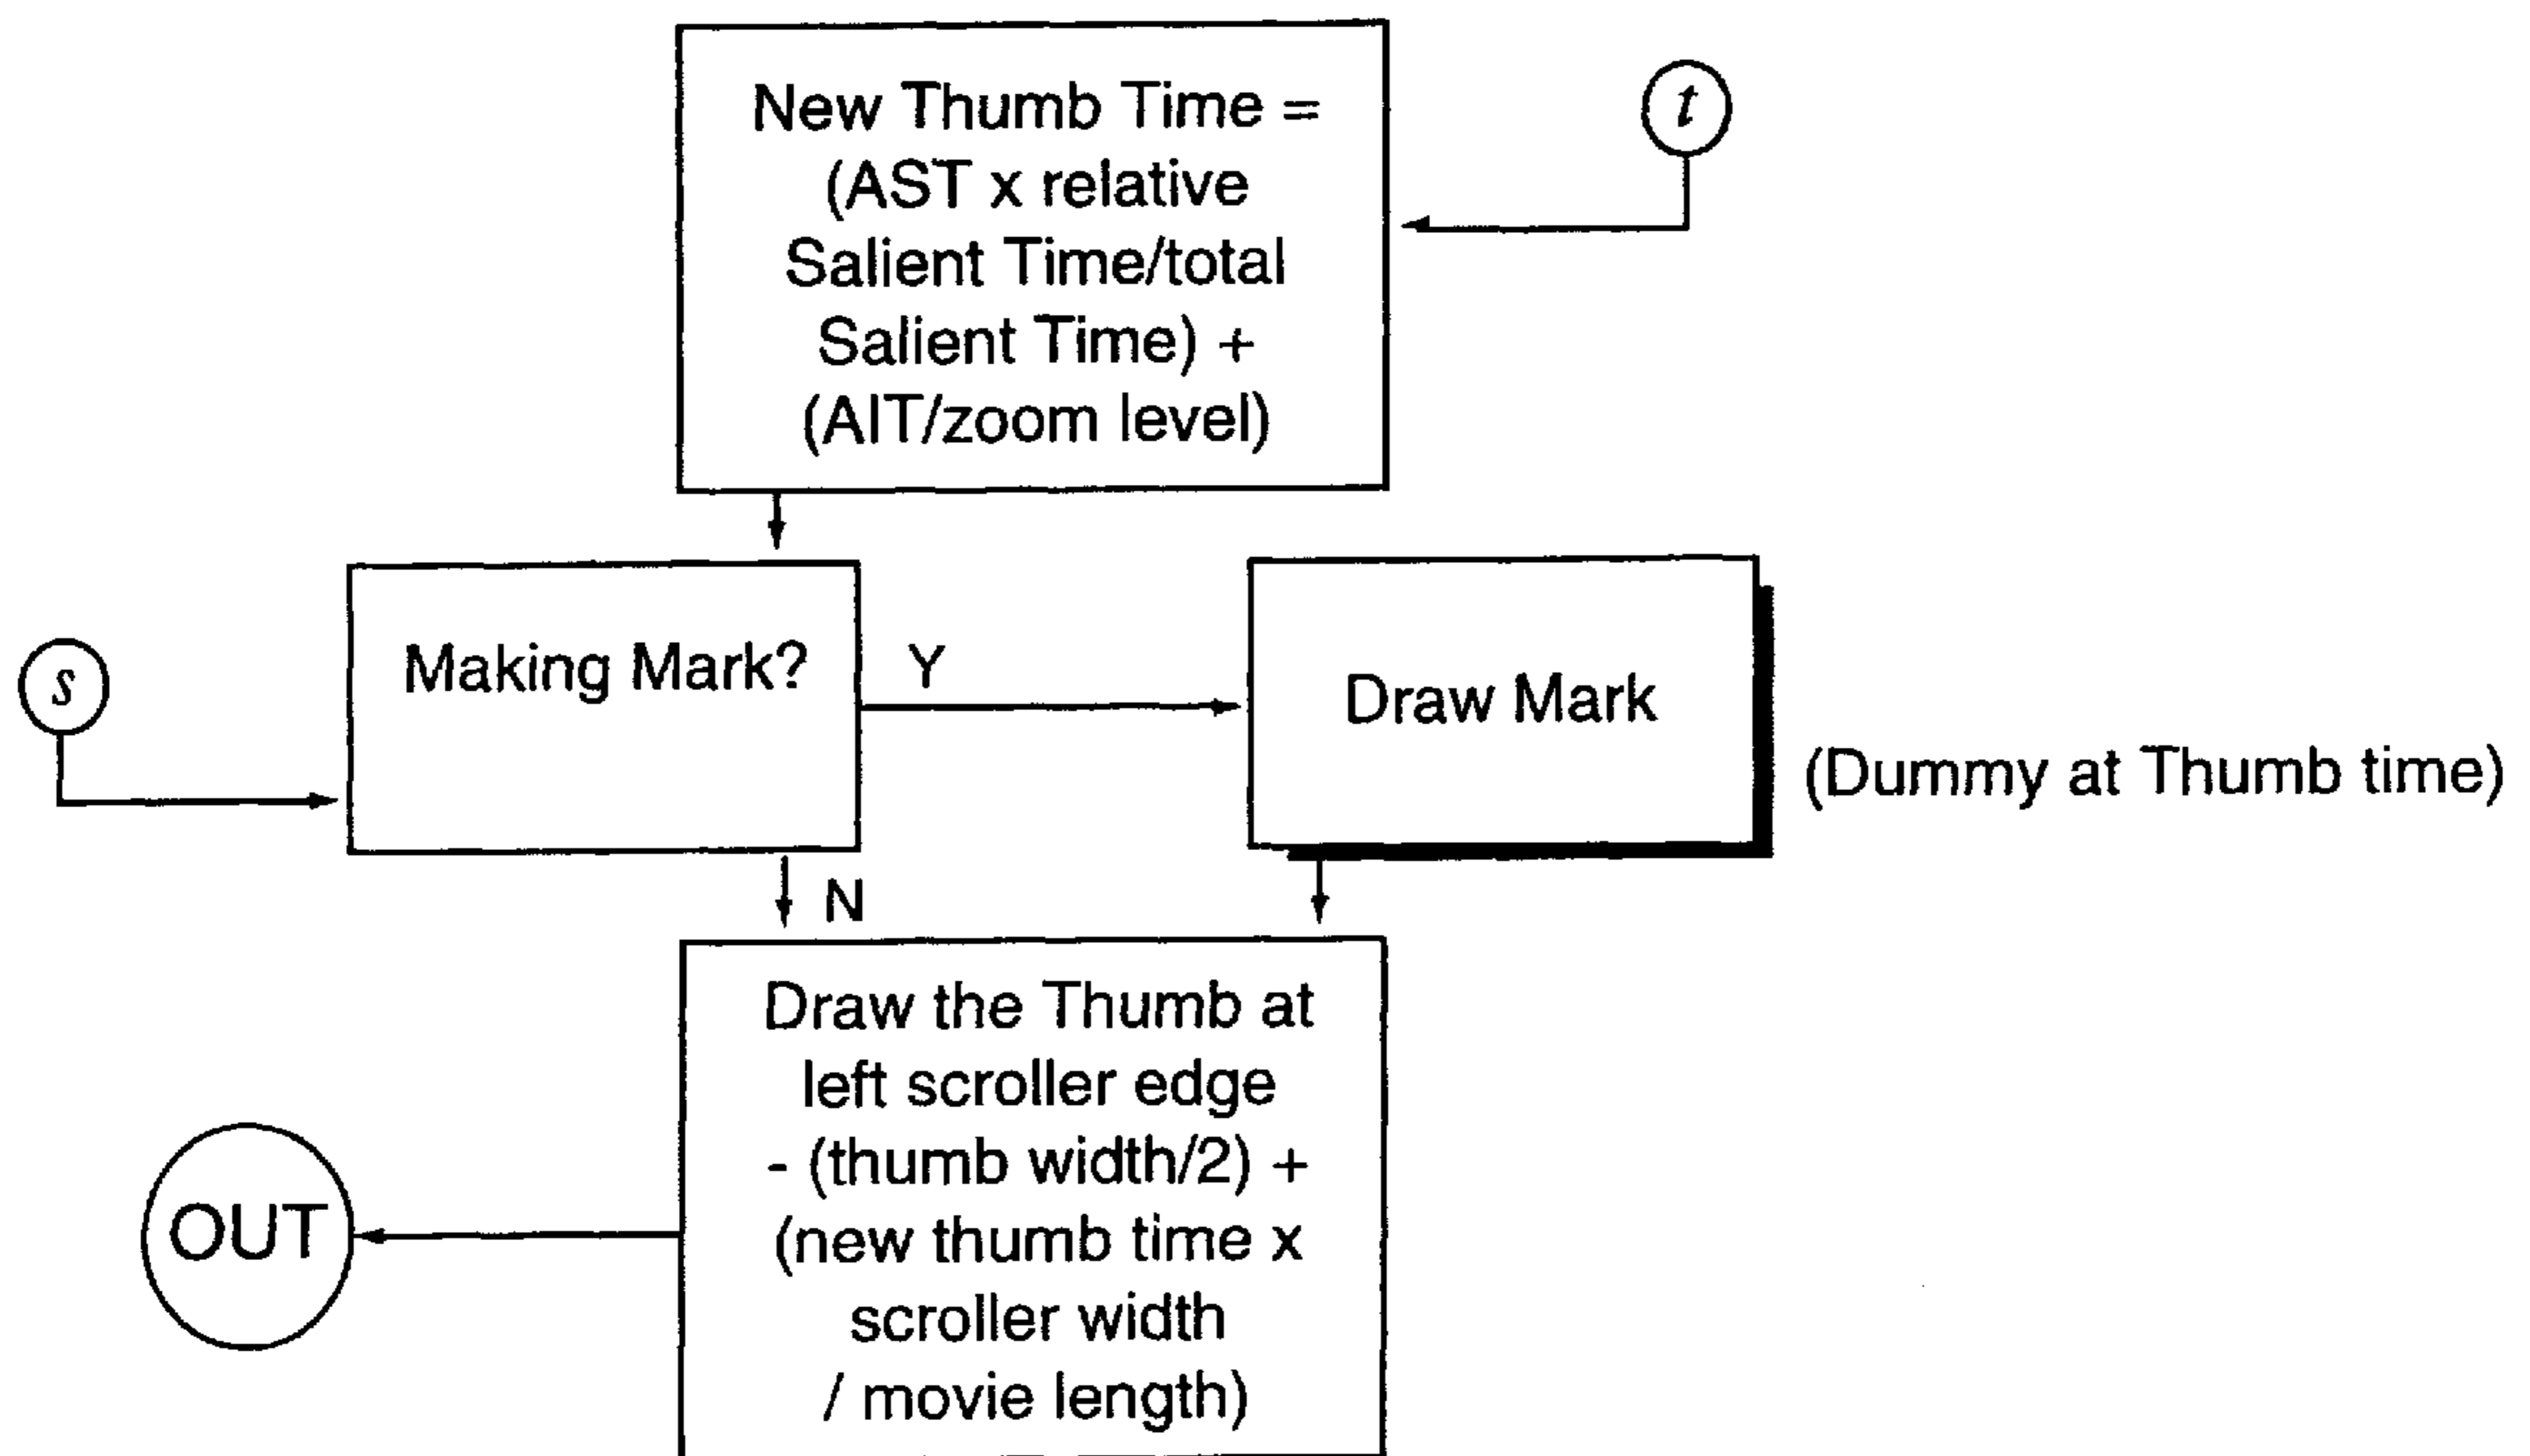 New Thumb Time =
(AST x relative
Salient Time/total
Salient Time) +
(AIT/zoom level)
t
s
Making Mark?
Y
Draw Mark
(Dummy at Thumb time)
N
Draw the Thumb at
left scroller edge
- (thumb width/2) +
(new thumb time x
scroller width
/ movie length)
OUT